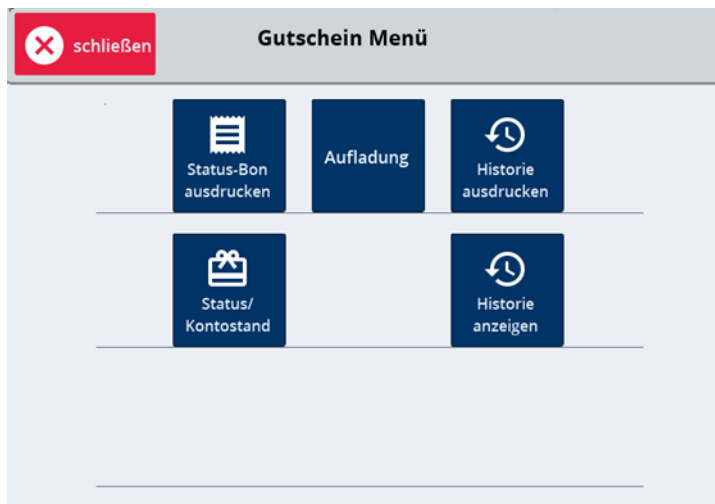 schließen
Gutschein Menü
Status-Bon
ausdrucken
Aufladung
Historie
ausdrucken
Status/
Kontostand
Historie
anzeigen